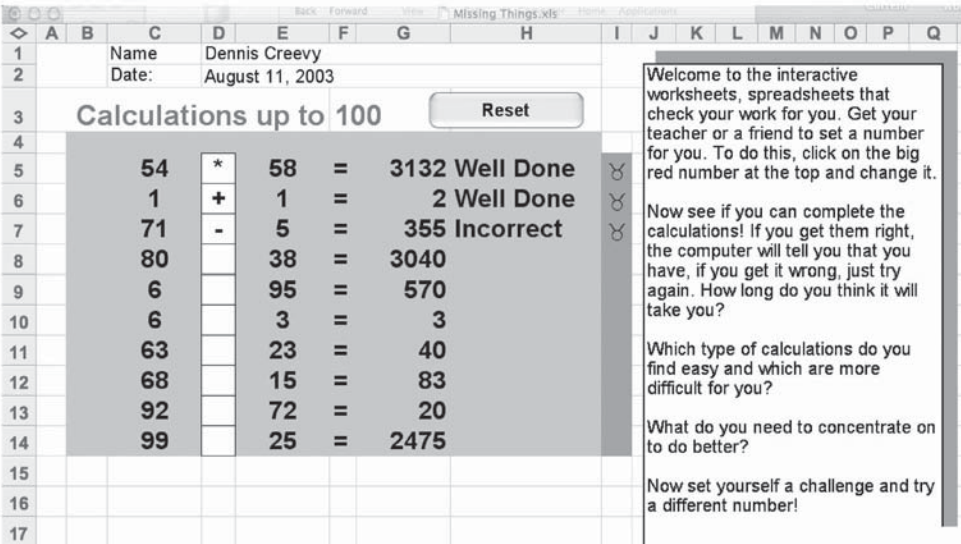 Back Forward View Missing Things.xls Home Applications
A B C D E F G H I J K L M N O P Q
1 Name Dennis Creevy
2 Date: August 11, 2003
3 Calculations up to 100 Reset
4
5 54 * 58 = 3132 Well Done
6 1 + 1 = 2 Well Done
7 71 - 5 = 355 Incorrect
8 80 38 = 3040
9 6 95 = 570
10 6 3 = 3
11 63 23 = 40
12 68 15 = 83
13 92 72 = 20
14 99 25 = 2475
15
16
17
Welcome to the interactive
worksheets, spreadsheets that
check your work for you. Get your
teacher or a friend to set a number
for you. To do this, click on the big
red number at the top and change it.
Now see if you can complete the
calculations! If you get them right,
the computer will tell you that you
have, if you get it wrong, just try
again. How long do you think it will
take you?
Which type of calculations do you
find easy and which are more
difficult for you?
What do you need to concentrate on
to do better?
Now set yourself a challenge and try
a different number!